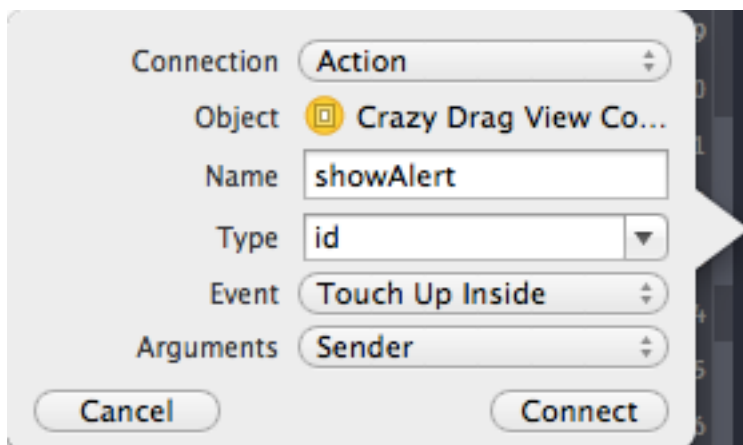 Connection Action
Object Crazy Drag View Co...
Name showAlert
Type id
Event Touch Up Inside
Arguments Sender
Cancel Connect